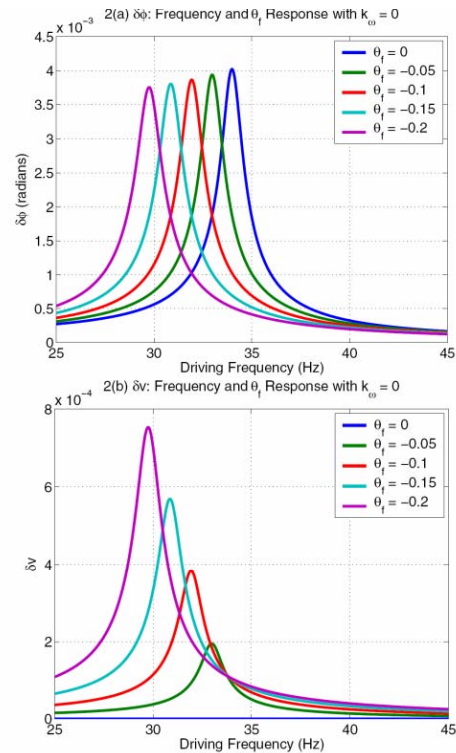 2(a) δϕ: Frequency and θf Response with kω = 0
x 10⁻³
4.5
4
3.5
3
2.5
2
1.5
1
0.5
0
δϕ (radians)
θf = 0
θf = −0.05
θf = −0.1
θf = −0.15
θf = −0.2
25 30 35 40 45
Driving Frequency (Hz)
2(b) δv: Frequency and θf Response with kω = 0
x 10⁻⁴
8
6
4
2
0
δv
θf = 0
θf = −0.05
θf = −0.1
θf = −0.15
θf = −0.2
25 30 35 40 45
Driving Frequency (Hz)